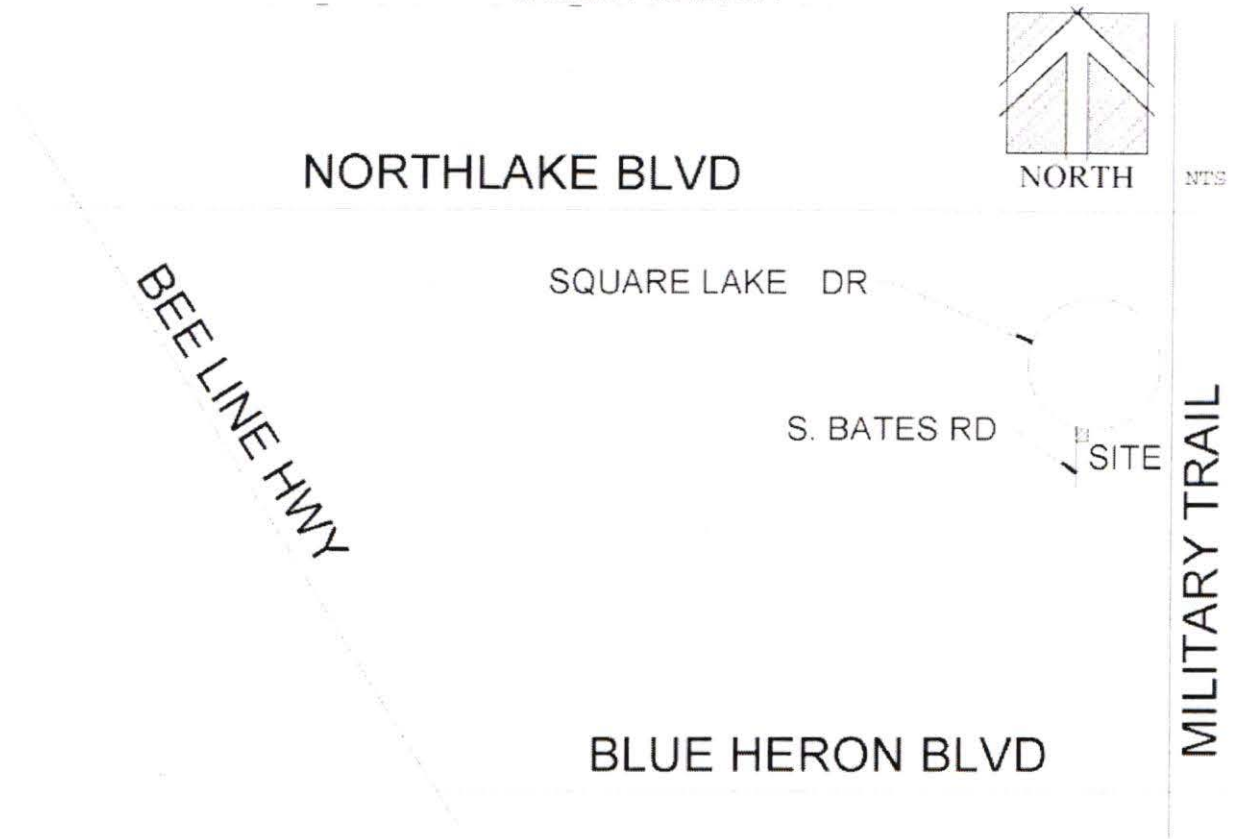 NORTHLAKE BLVD
NORTH
NTS
SQUARE LAKE DR
BEE LINE HWY
S. BATES RD
SITE
MILITARY TRAIL
BLUE HERON BLVD